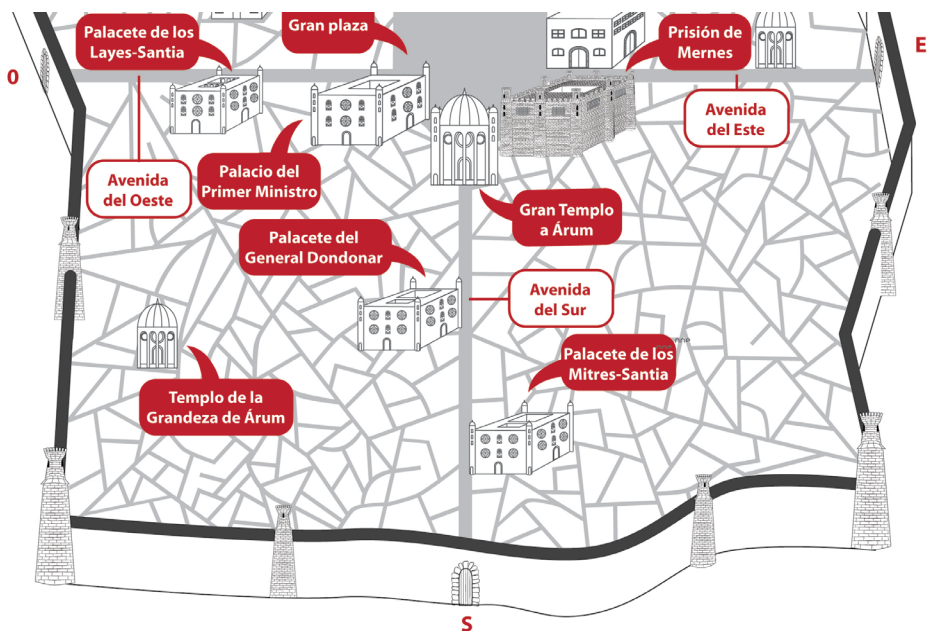 Palacete de los
Layes-Santia
Gran plaza
Prisión de
Mernes
E
O
Avenida
del Este
Avenida
del Oeste
Palacio del
Primer Ministro
Gran Templo
a Árum
Palacete del
General Dondonar
Avenida
del Sur
Palacete de los
Mitres-Santia
Templo de la
Grandeza de Árum
S